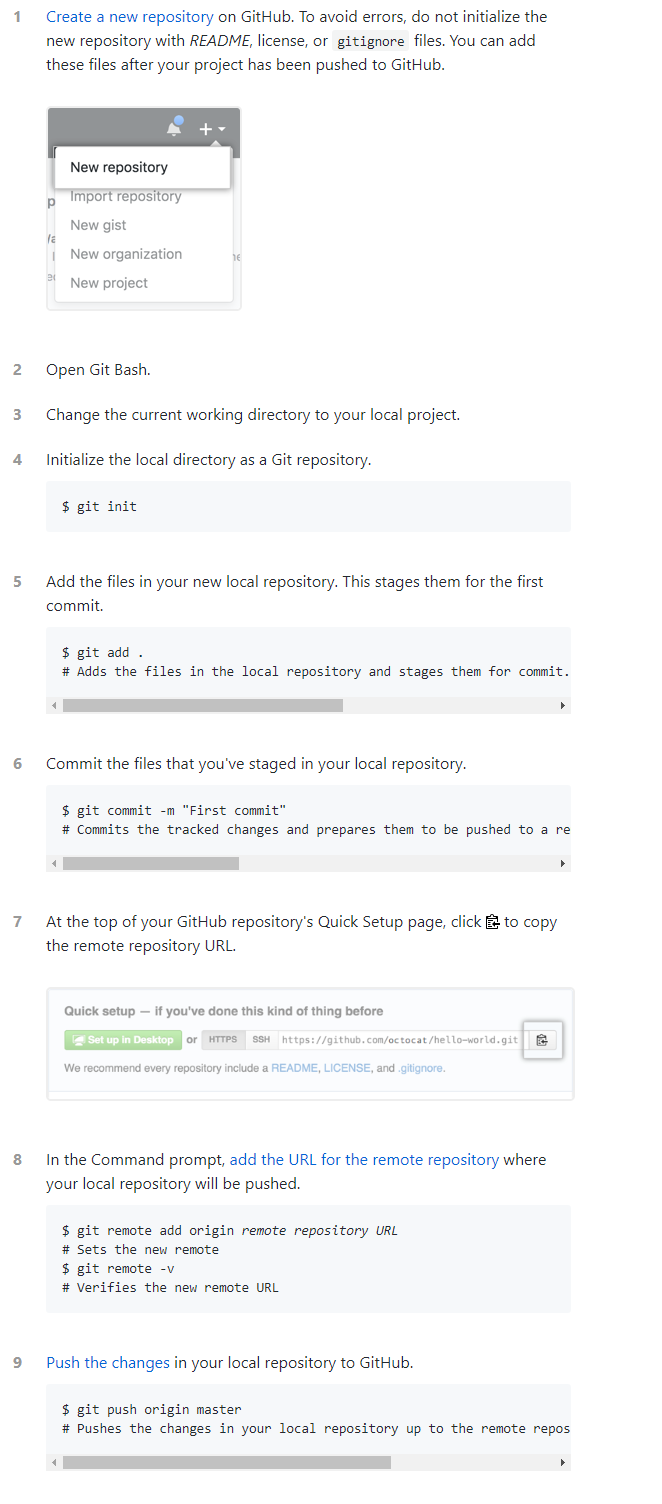 1 Create a new repository on GitHub. To avoid errors, do not initialize the
new repository with README, license, or gitignore files. You can add
these files after your project has been pushed to GitHub.
New repository
Import repository
New gist
New organization
New project
2 Open Git Bash.
3 Change the current working directory to your local project.
4 Initialize the local directory as a Git repository.
$ git init
5 Add the files in your new local repository. This stages them for the first
commit.
$ git add .
# Adds the files in the local repository and stages them for commit.
6 Commit the files that you've staged in your local repository.
$ git commit -m "First commit"
# Commits the tracked changes and prepares them to be pushed to a re
7 At the top of your GitHub repository's Quick Setup page, click to copy
the remote repository URL.
Quick setup — if you've done this kind of thing before
Set up in Desktop or HTTPS SSH https://github.com/octocat/hello-world.git
We recommend every repository include a README, LICENSE, and .gitignore.
8 In the Command prompt, add the URL for the remote repository where
your local repository will be pushed.
$ git remote add origin remote repository URL
# Sets the new remote
$ git remote -v
# Verifies the new remote URL
9 Push the changes in your local repository to GitHub.
$ git push origin master
# Pushes the changes in your local repository up to the remote repos